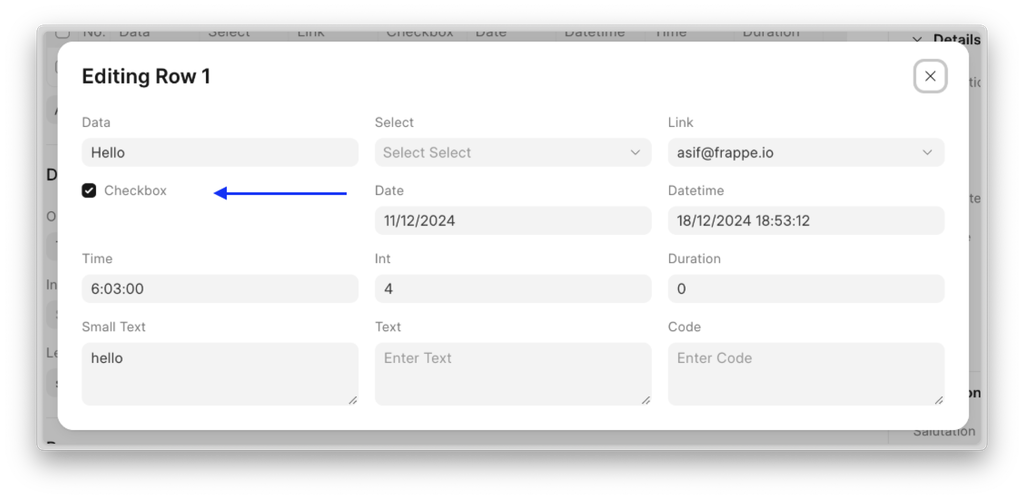 No. Data Select Link Checkbox Date Datetime Time Duration
Details
Editing Row 1
Data Select Link
Hello Select Select asif@frappe.io
Checkbox Date Datetime
11/12/2024 18/12/2024 18:53:12
Time Int Duration
6:03:00 4 0
Small Text Text Code
hello Enter Text Enter Code
Salutation